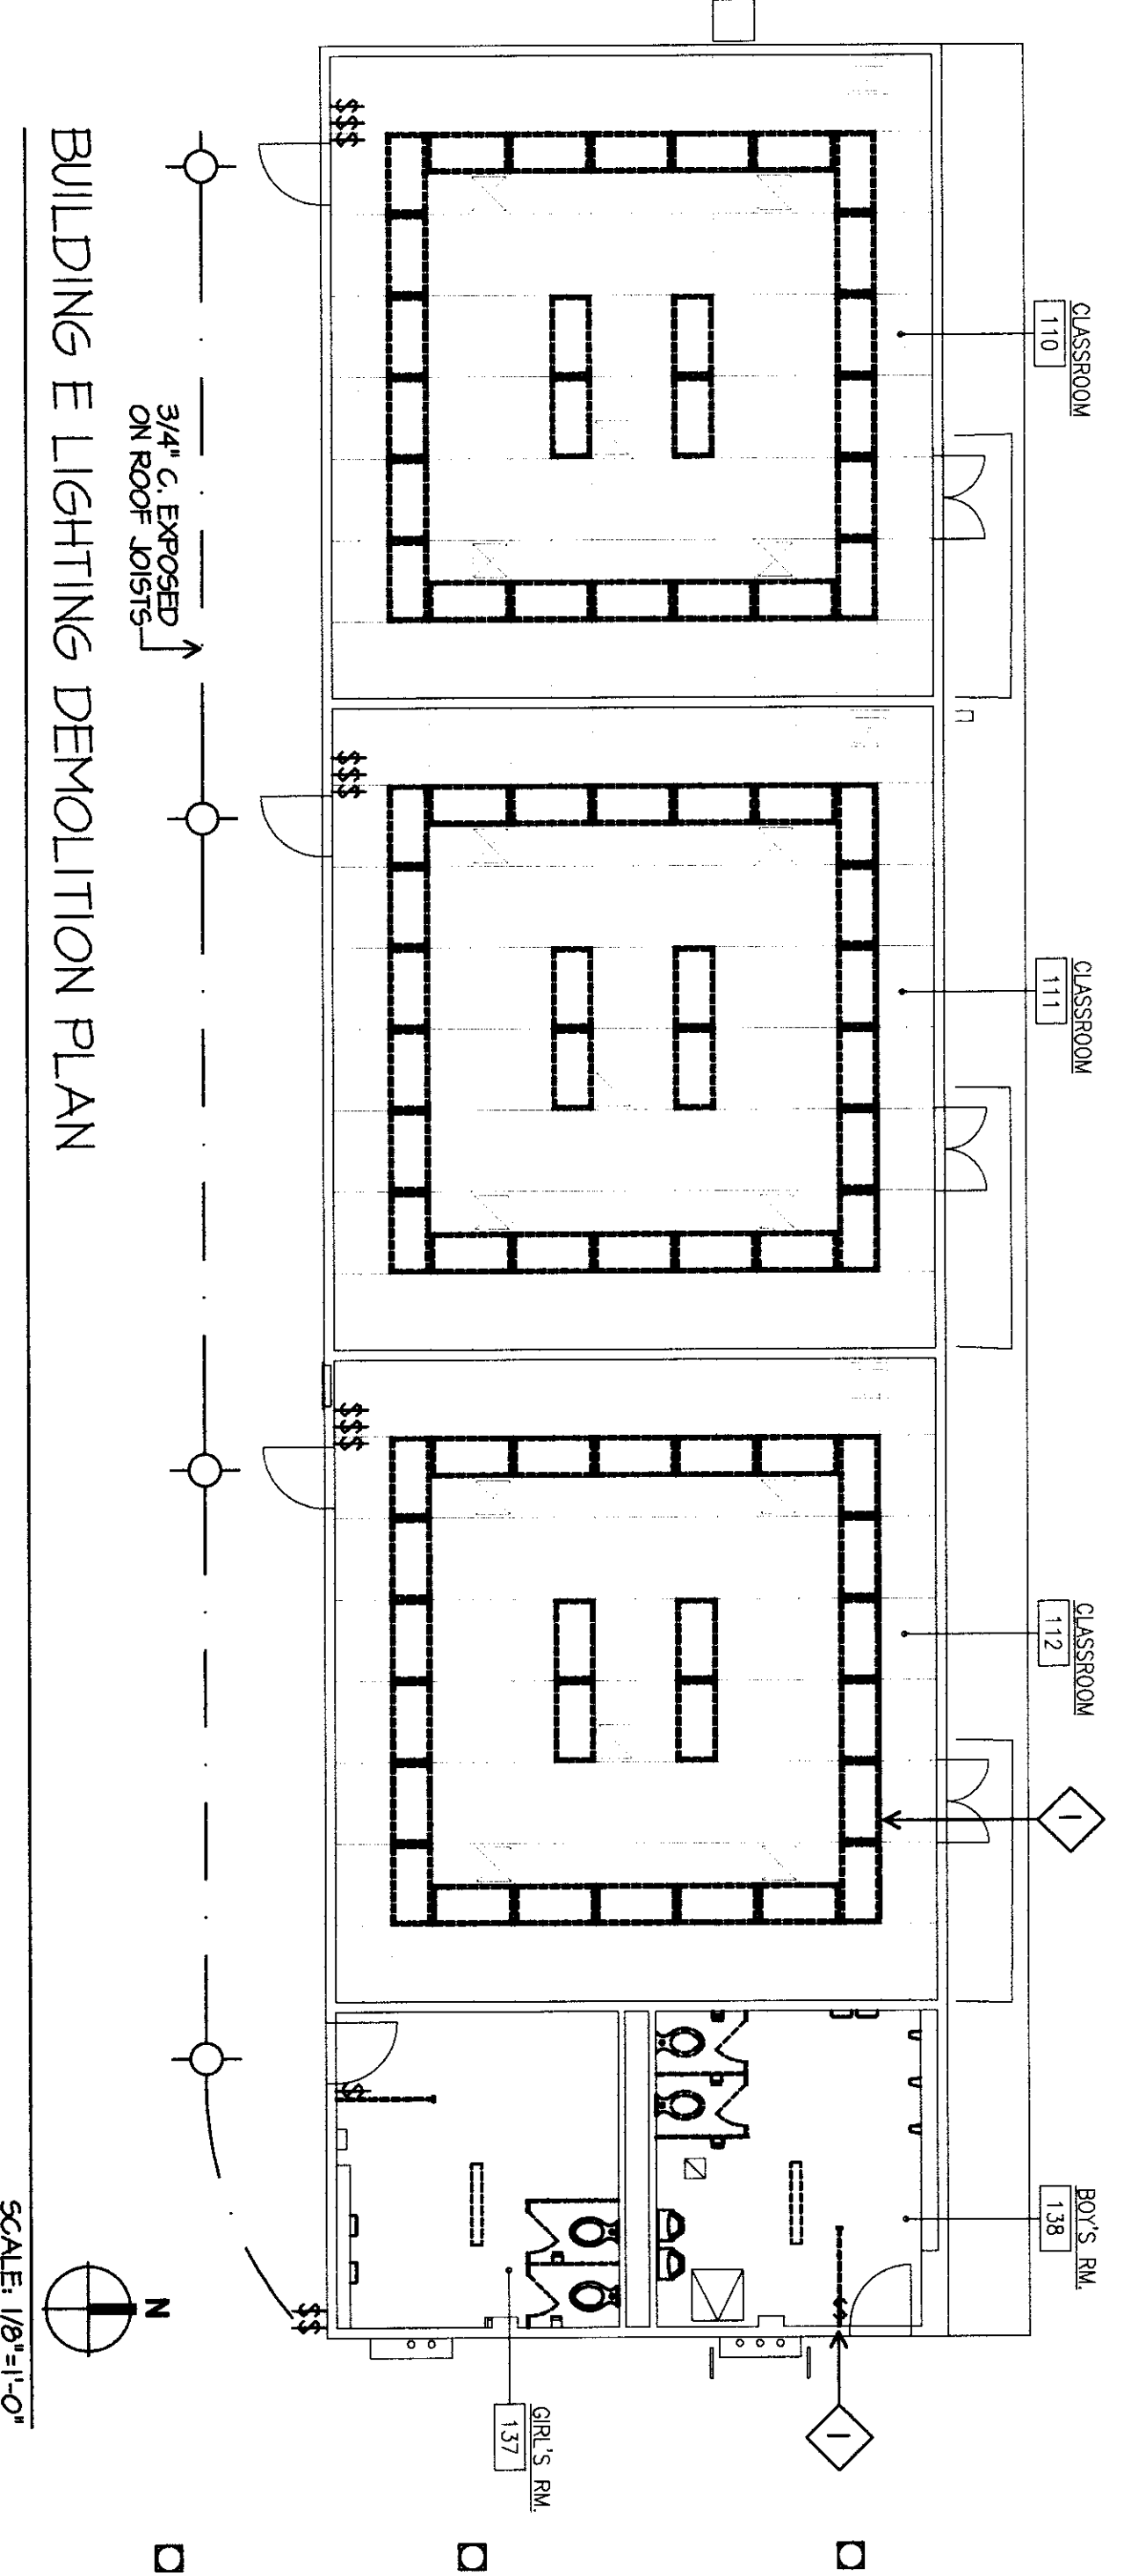 CLASSROOM
110
CLASSROOM
111
CLASSROOM
112
1
BOY'S RM.
138
1
GIRL'S RM.
137
$$$
$$$
$$$
$
$
$$
3/4" C. EXPOSED
ON ROOF JOISTS
BUILDING E LIGHTING DEMOLITION PLAN
N
SCALE: 1/8"=1'-0"